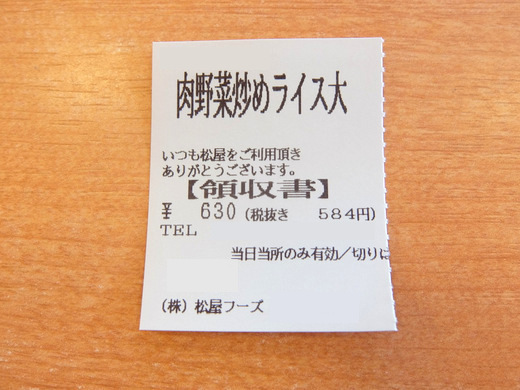 肉野菜炒めライス大
いつも松屋をご利用頂き
ありがとうございます。
【領収書】
¥ 630(税抜き 584円)
TEL
当日当所のみ有効/切りに
(株)松屋フーズ